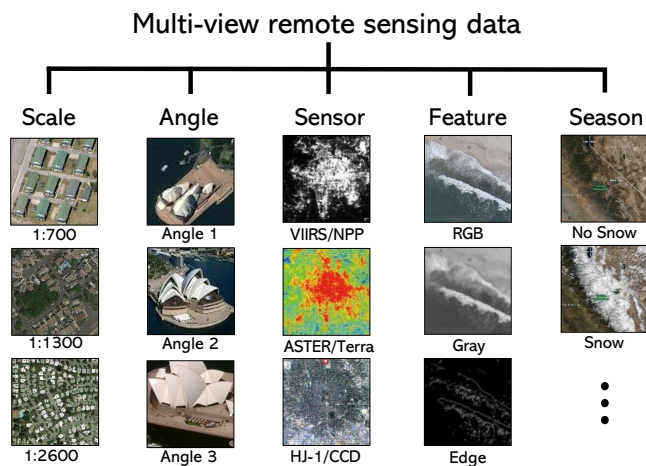 Multi-view remote sensing data
Scale Angle Sensor Feature Season
1:700 Angle 1 VIIRS/NPP RGB No Snow
1:1300 Angle 2 ASTER/Terra Gray Snow
1:2600 Angle 3 HJ-1/CCD Edge